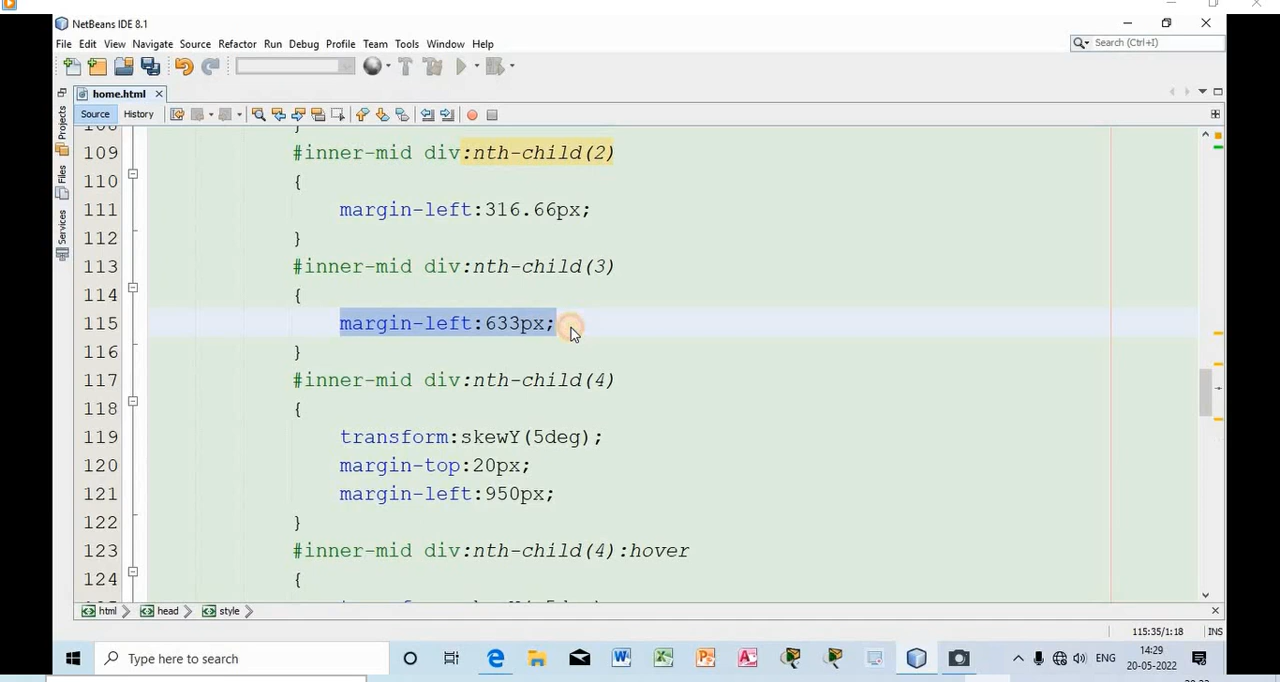 NetBeans IDE 8.1
File Edit View Navigate Source Refactor Run Debug Profile Team Tools Window Help
Search (Ctrl+I)
home.html
Source History
Projects
Files
Services
109 #inner-mid div:nth-child(2)
110 {
111 margin-left:316.66px;
112 }
113 #inner-mid div:nth-child(3)
114 {
115 margin-left:633px;
116 }
117 #inner-mid div:nth-child(4)
118 {
119 transform:skewY(5deg);
120 margin-top:20px;
121 margin-left:950px;
122 }
123 #inner-mid div:nth-child(4):hover
124 {
html head style
115:35/1:18 INS
Type here to search
ENG
14:29
20-05-2022